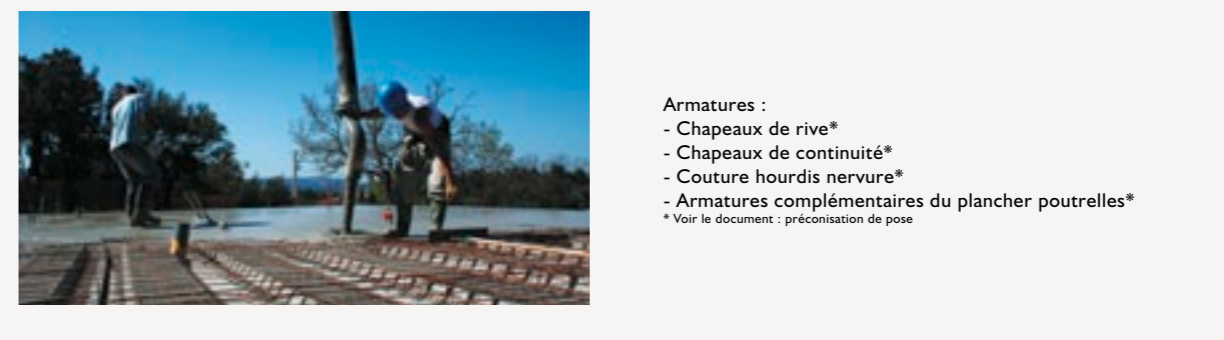 Armatures :
- Chapeaux de rive*
- Chapeaux de continuité*
- Couture hourdis nervure*
- Armatures complémentaires du plancher poutrelles*
* Voir le document : préconisation de pose